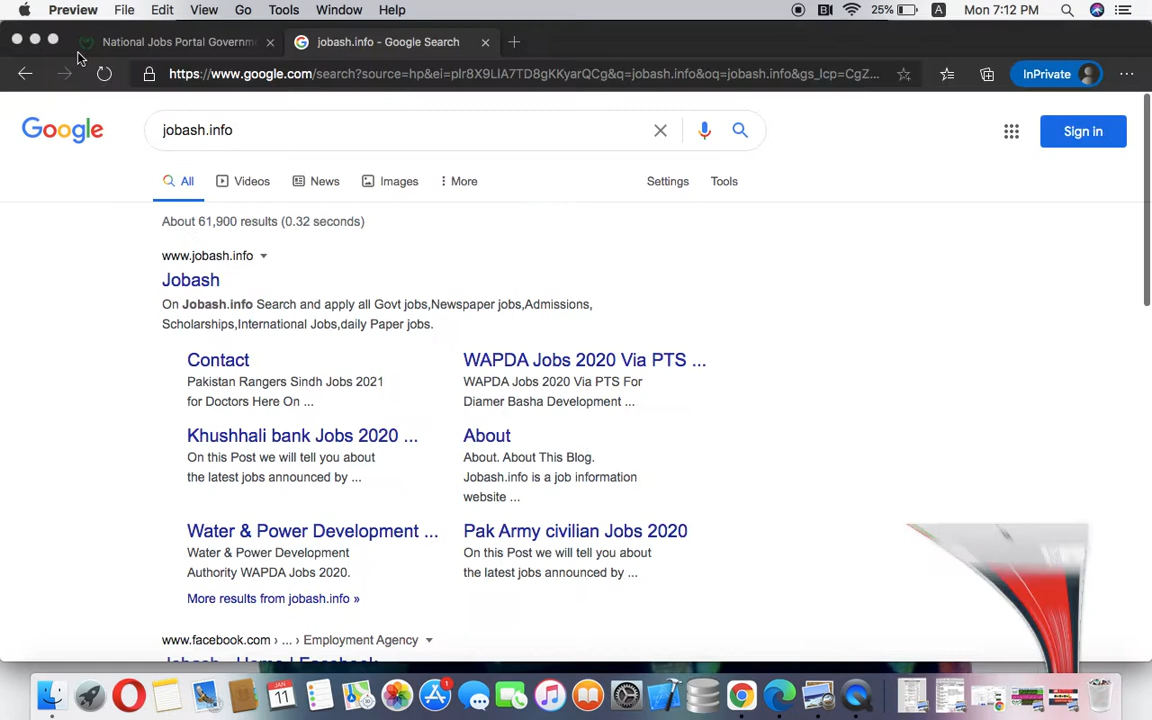 Preview File Edit View Go Tools Window Help 25% A Mon 7:12 PM
National Jobs Portal Governm jobash.info - Google Search
https://www.google.com/search?source=hp&ei=plr8X9LIA7TD8gKKyarQCg&q=jobash.info&oq=jobash.info&gs_lcp=CgZ... InPrivate
Google jobash.info Sign in
All Videos News Images More Settings Tools
About 61,900 results (0.32 seconds)
www.jobash.info
Jobash
On Jobash.info Search and apply all Govt jobs,Newspaper jobs,Admissions,
Scholarships,International Jobs,daily Paper jobs.
Contact
Pakistan Rangers Sindh Jobs 2021
for Doctors Here On ...
WAPDA Jobs 2020 Via PTS ...
WAPDA Jobs 2020 Via PTS For
Diamer Basha Development ...
Khushhali bank Jobs 2020 ...
On this Post we will tell you about
the latest jobs announced by ...
About
About. About This Blog.
Jobash.info is a job information
website ...
Water & Power Development ...
Water & Power Development
Authority WAPDA Jobs 2020.
Pak Army civilian Jobs 2020
On this Post we will tell you about
the latest jobs announced by ...
More results from jobash.info »
www.facebook.com › ... › Employment Agency
Jobash - Home | Facebook
JAN
11
1